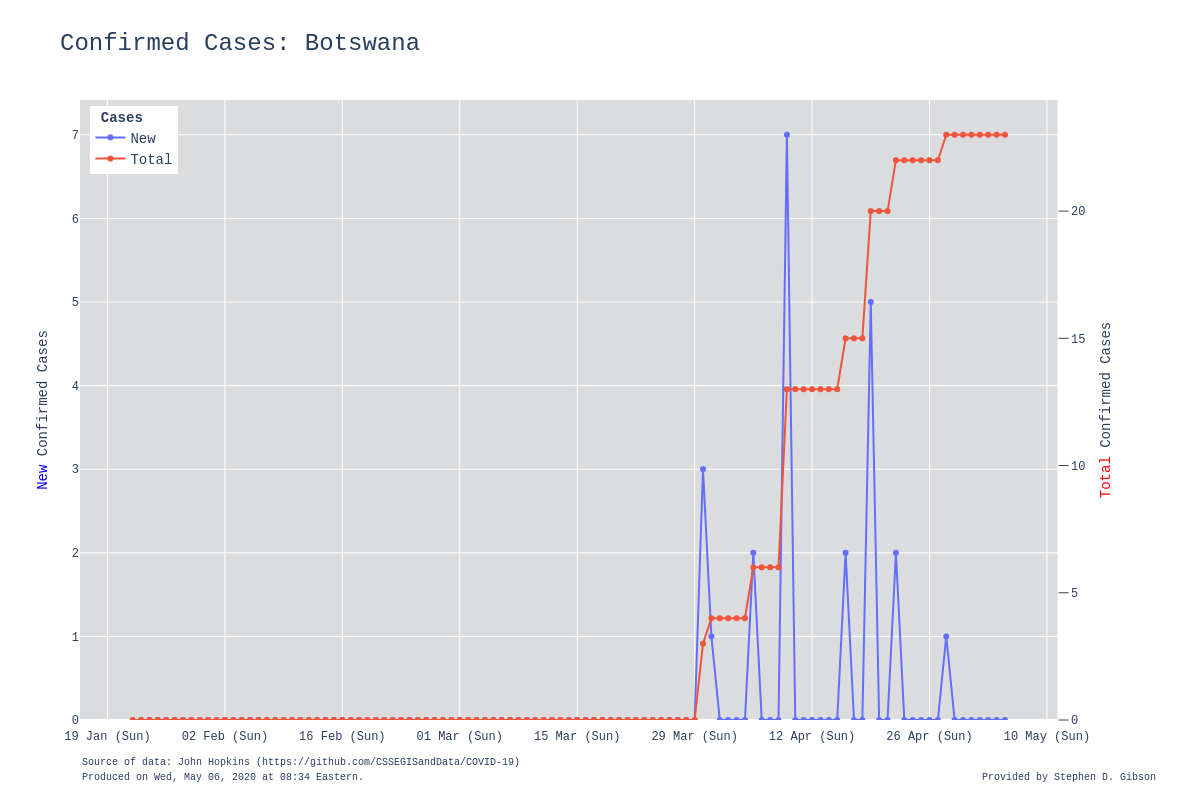 Confirmed Cases: Botswana
Cases
New
Total
7
6
5
4
3
2
1
0
20
15
10
5
0
New Confirmed Cases
Total Confirmed Cases
19 Jan (Sun) 02 Feb (Sun) 16 Feb (Sun) 01 Mar (Sun) 15 Mar (Sun) 29 Mar (Sun) 12 Apr (Sun) 26 Apr (Sun) 10 May (Sun)
Source of data: John Hopkins (https://github.com/CSSEGISandData/COVID-19)
Produced on Wed, May 06, 2020 at 08:34 Eastern.
Provided by Stephen D. Gibson